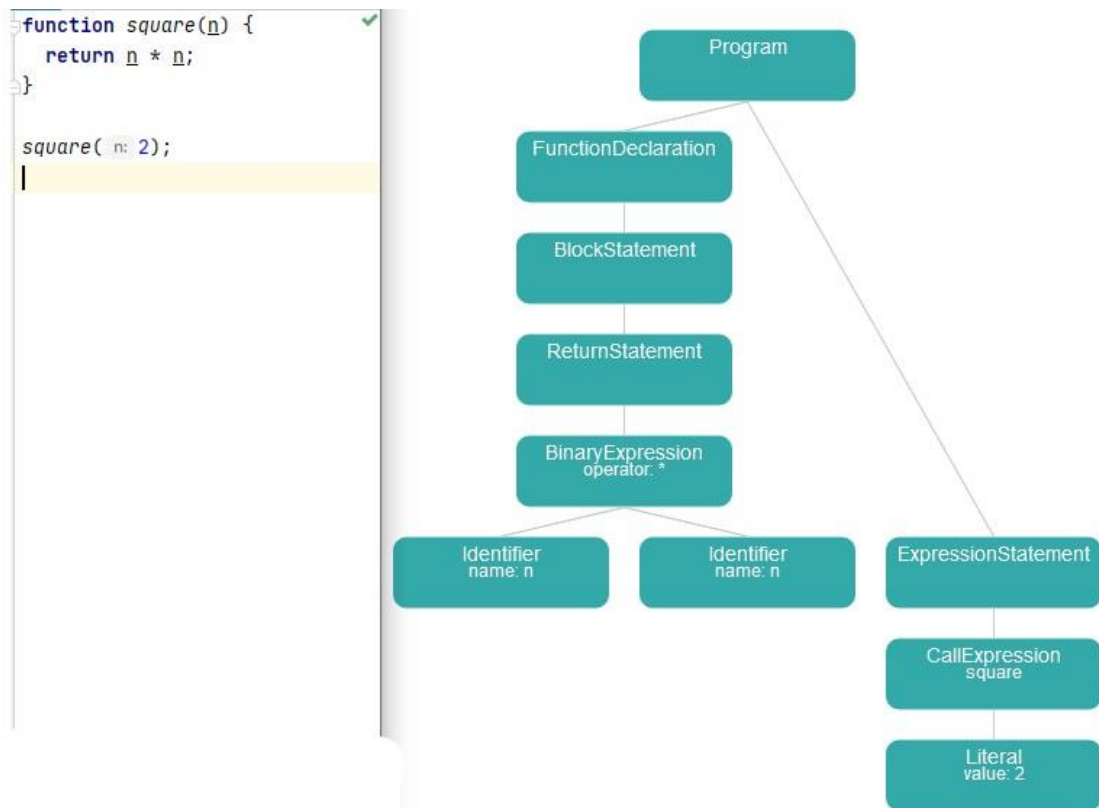 function square(n) {
return n * n;
}
square( n: 2);
Program
FunctionDeclaration
BlockStatement
ReturnStatement
BinaryExpression
operator: *
Identifier
name: n
Identifier
name: n
ExpressionStatement
CallExpression
square
Literal
value: 2